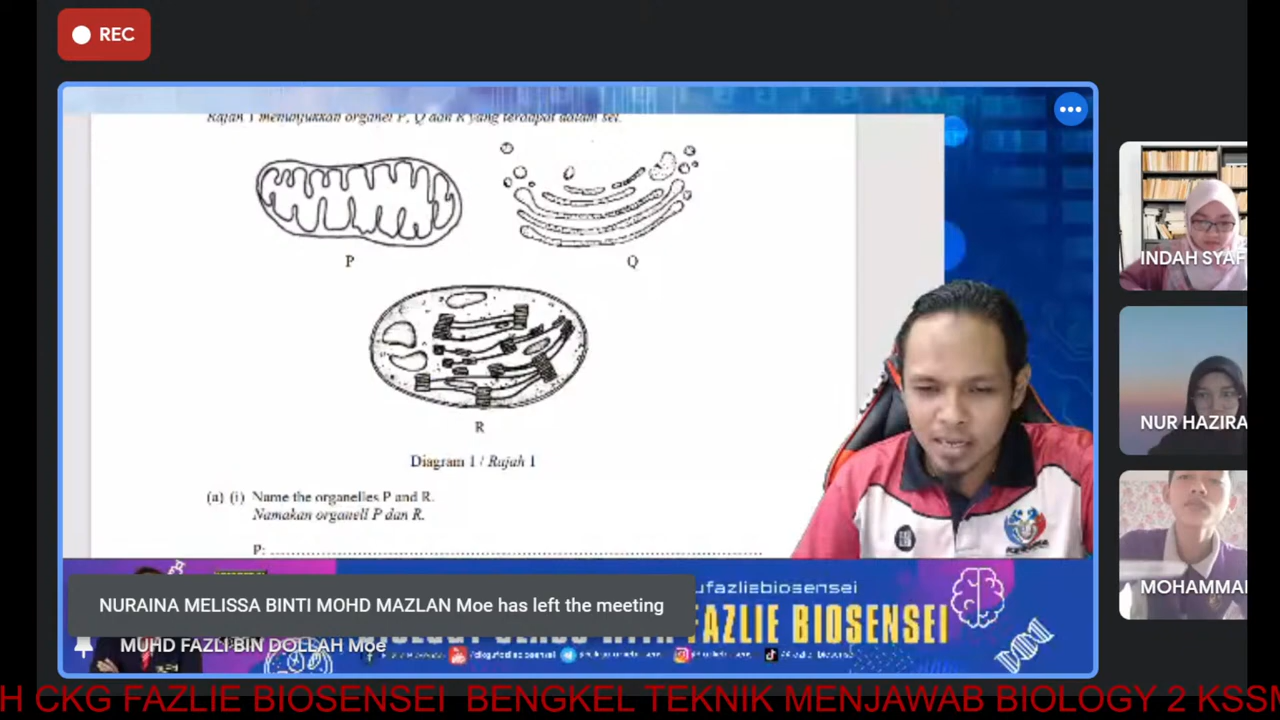 REC
Rajah 1 menunjukkan organel P, Q dan R yang terdapat dalam sel.
P
Q
R
Diagram 1 / Rajah 1
(a) (i) Name the organelles P and R.
Namakan organell P dan R.
P:
INDAH SYAF
NUR HAZIRA
MOHAMMA
NURAINA MELISSA BINTI MOHD MAZLAN Moe has left the meeting
ufazliebiosensei
FAZLIE BIOSENSEI
MUHD FAZLI BIN DOLLAH Moe
H CKG FAZLIE BIOSENSEI BENGKEL TEKNIK MENJAWAB BIOLOGY 2 KSSM